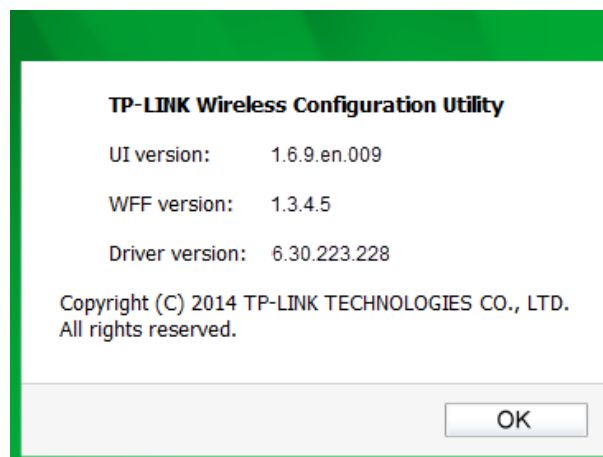 TP-LINK Wireless Configuration Utility
UI version: 1.6.9.en.009
WFF version: 1.3.4.5
Driver version: 6.30.223.228
Copyright (C) 2014 TP-LINK TECHNOLOGIES CO., LTD.
All rights reserved.
OK